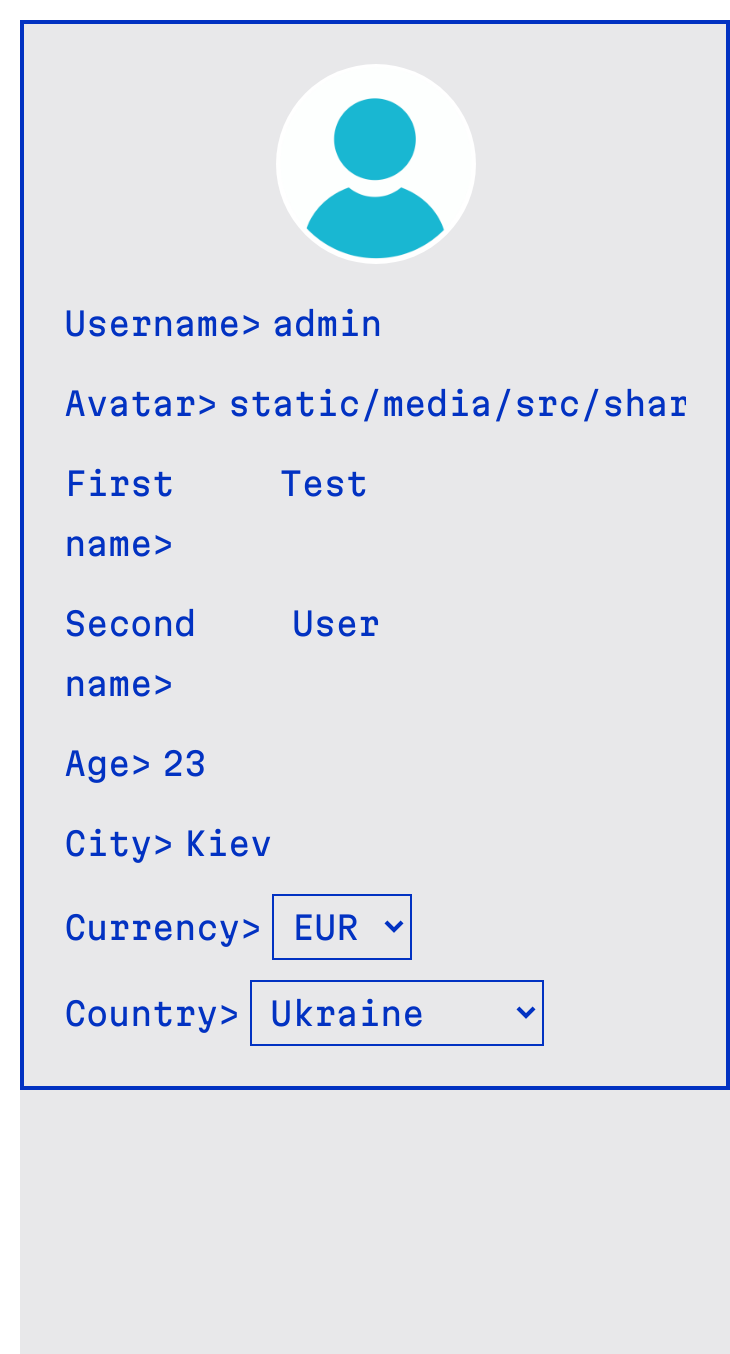 Username> admin
Avatar> static/media/src/shar
First Test
name>
Second User
name>
Age> 23
City> Kiev
Currency> EUR
Country> Ukraine